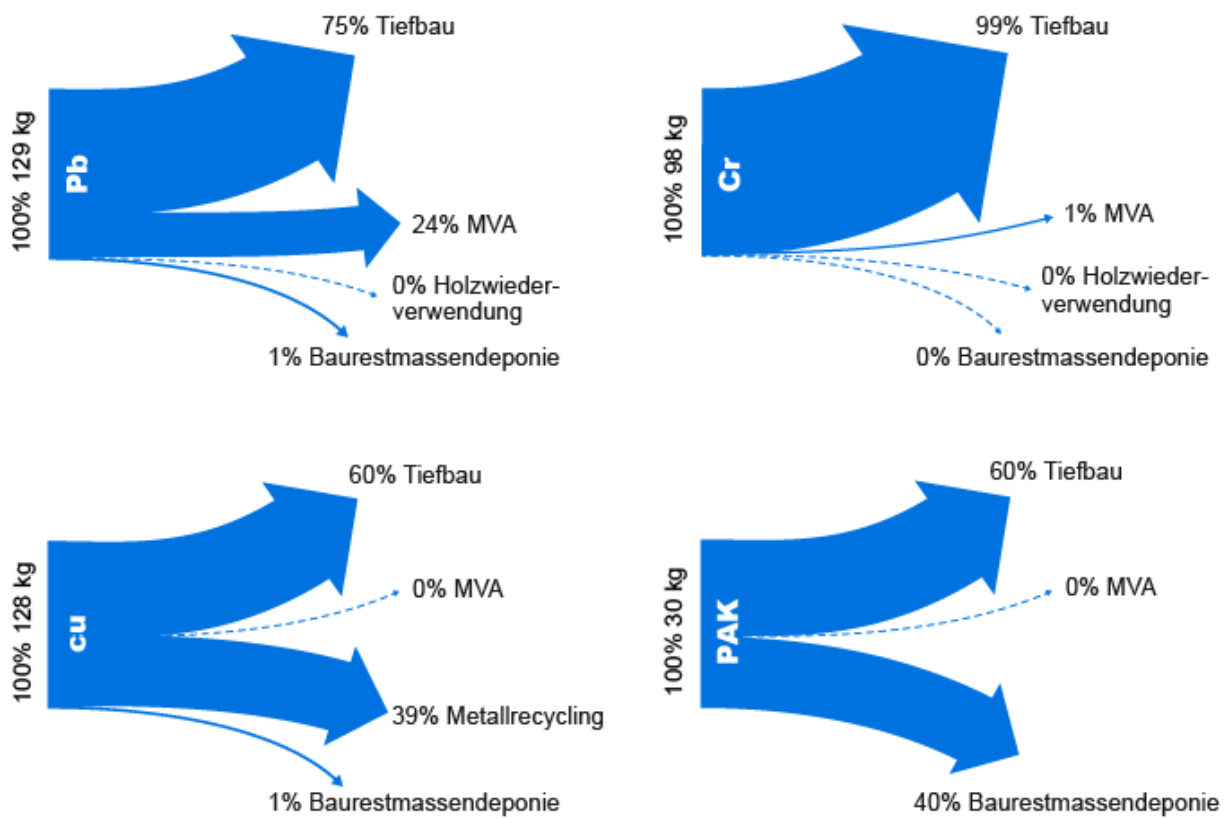 75% Tiefbau
100% 129 kg
Pb
24% MVA
0% Holzwieder-
verwendung
1% Baurestmassendeponie
99% Tiefbau
100% 98 kg
Cr
1% MVA
0% Holzwieder-
verwendung
0% Baurestmassendeponie
60% Tiefbau
100% 128 kg
cu
0% MVA
39% Metallrecycling
1% Baurestmassendeponie
60% Tiefbau
100% 30 kg
PAK
0% MVA
40% Baurestmassendeponie